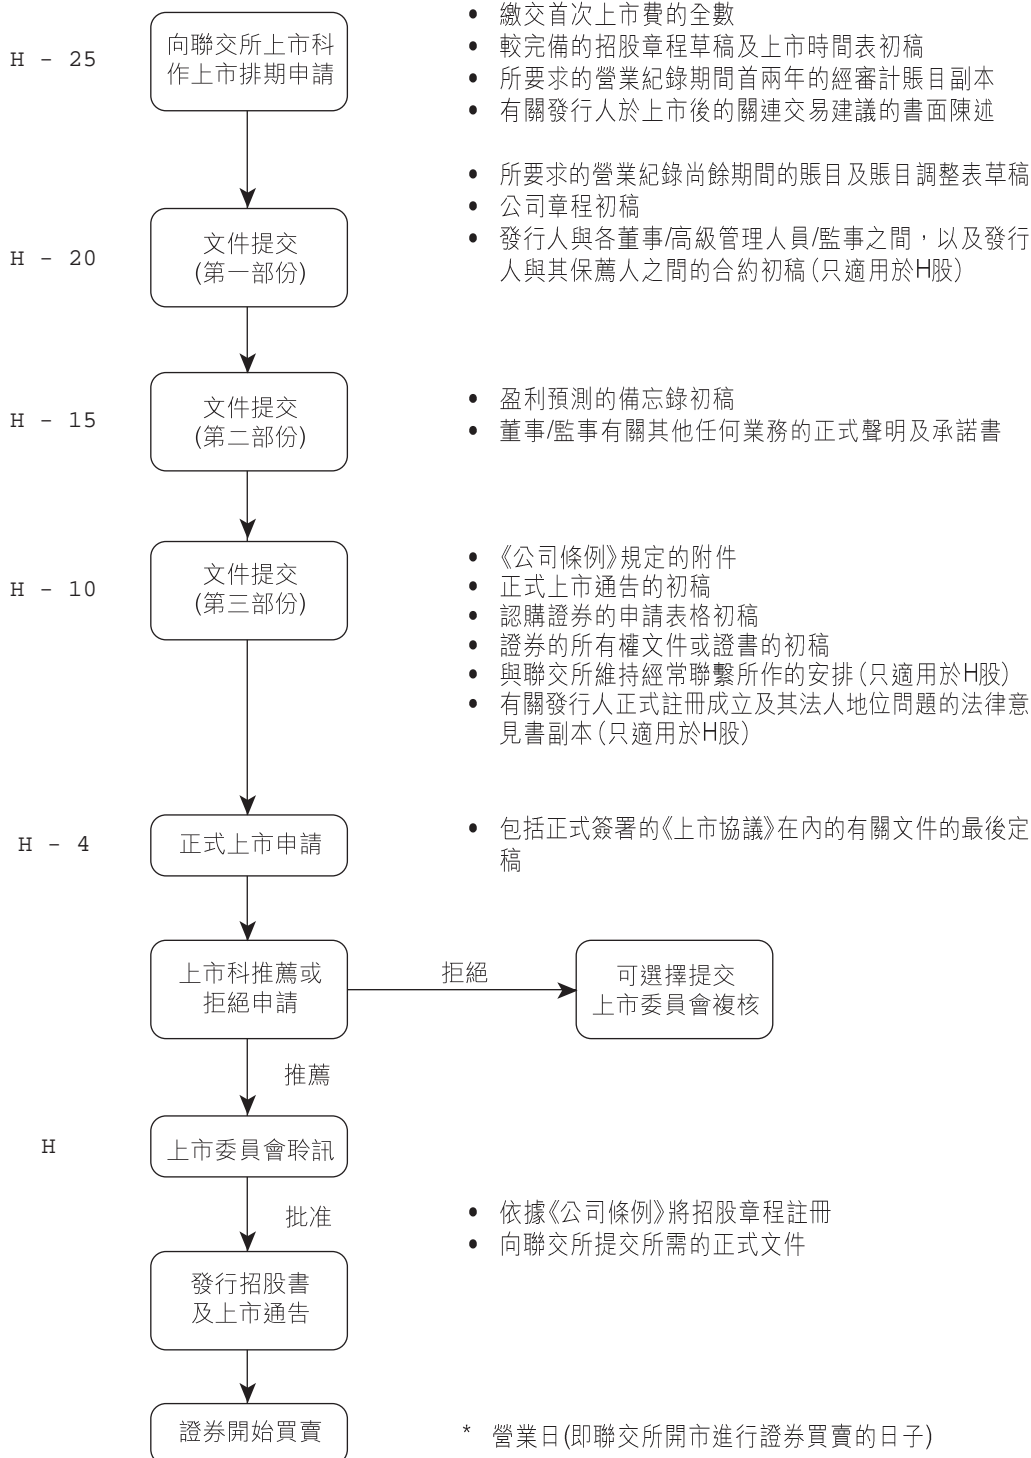 • 繳交首次上市費的全數
• 較完備的招股章程草稿及上市時間表初稿
• 所要求的營業紀錄期間首兩年的經審計賬目副本
• 有關發行人於上市後的關連交易建議的書面陳述
H – 25
向聯交所上市科
作上市排期申請
• 所要求的營業紀錄尚餘期間的賬目及賬目調整表草稿
• 公司章程初稿
• 發行人與各董事/高級管理人員/監事之間，以及發行
人與其保薦人之間的合約初稿(只適用於H股)
H – 20
文件提交
(第一部份)
H – 15
文件提交
(第二部份)
• 盈利預測的備忘錄初稿
• 董事/監事有關其他任何業務的正式聲明及承諾書
H – 10
文件提交
(第三部份)
• 《公司條例》規定的附件
• 正式上市通告的初稿
• 認購證券的申請表格初稿
• 證券的所有權文件或證書的初稿
• 與聯交所維持經常聯繫所作的安排(只適用於H股)
• 有關發行人正式註冊成立及其法人地位問題的法律意
見書副本(只適用於H股)
H – 4
正式上市申請
• 包括正式簽署的《上市協議》在內的有關文件的最後定
稿
上市科推薦或
拒絕申請
拒絕
可選擇提交
上市委員會複核
推薦
H
上市委員會聆訊
批准
• 依據《公司條例》將招股章程註冊
• 向聯交所提交所需的正式文件
發行招股書
及上市通告
證券開始買賣
* 營業日(即聯交所開市進行證券買賣的日子)